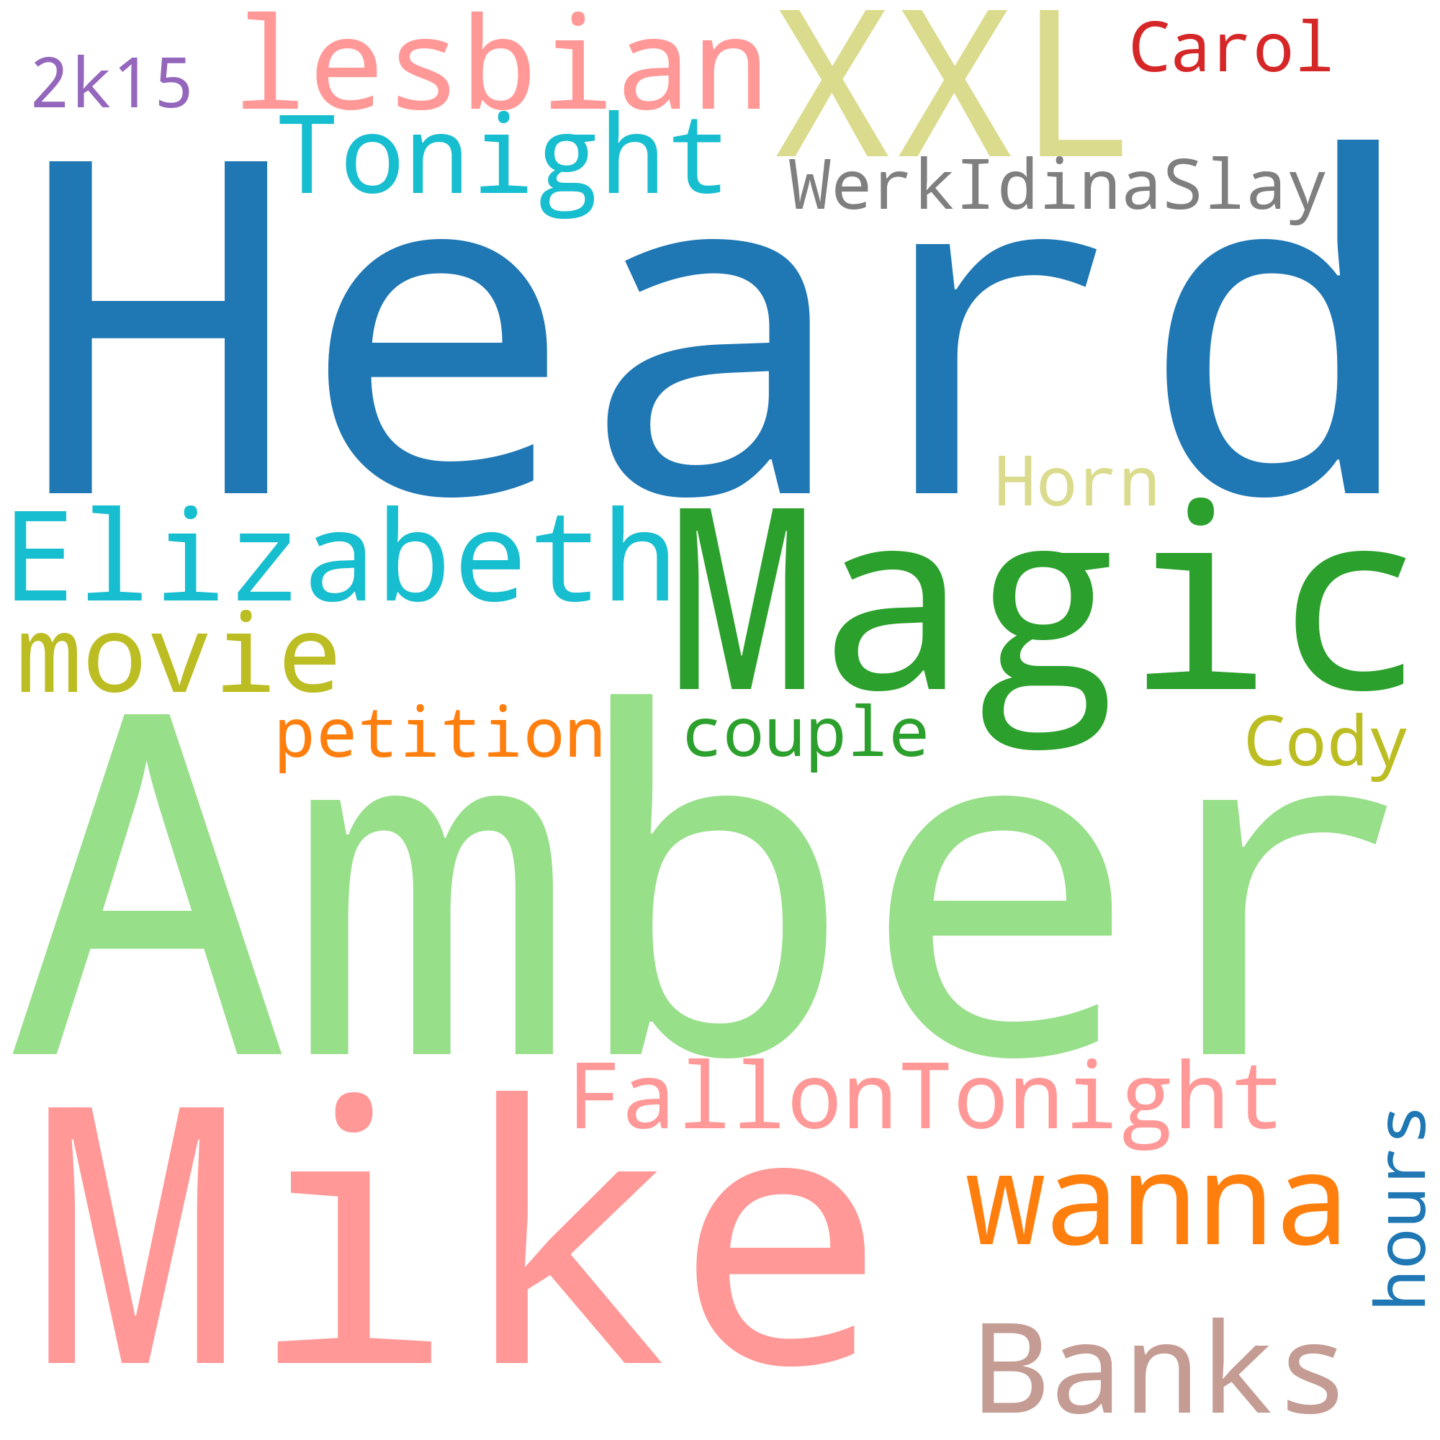 2k15
lesbian
XXL
Carol
Tonight
WerkIdinaSlay
Heard
Horn
Elizabeth
Magic
movie
petition
couple
Cody
Amber
FallonTonight
Mike
wanna
hours
Banks